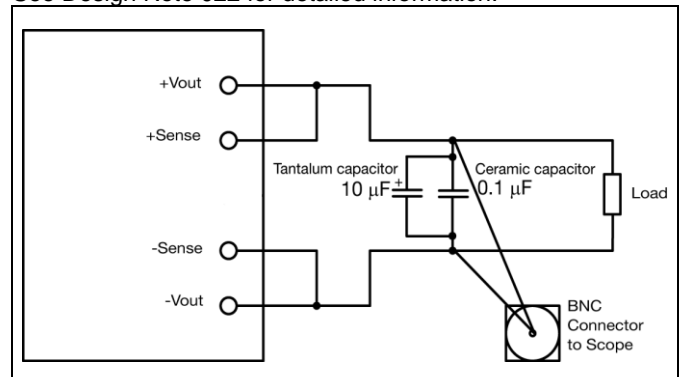 See Design Note 022 for detailed information.
+Vout
+Sense
Tantalum capacitor
10 µF
+
Ceramic capacitor
0.1 µF
Load
-Sense
-Vout
BNC
Connector
to Scope